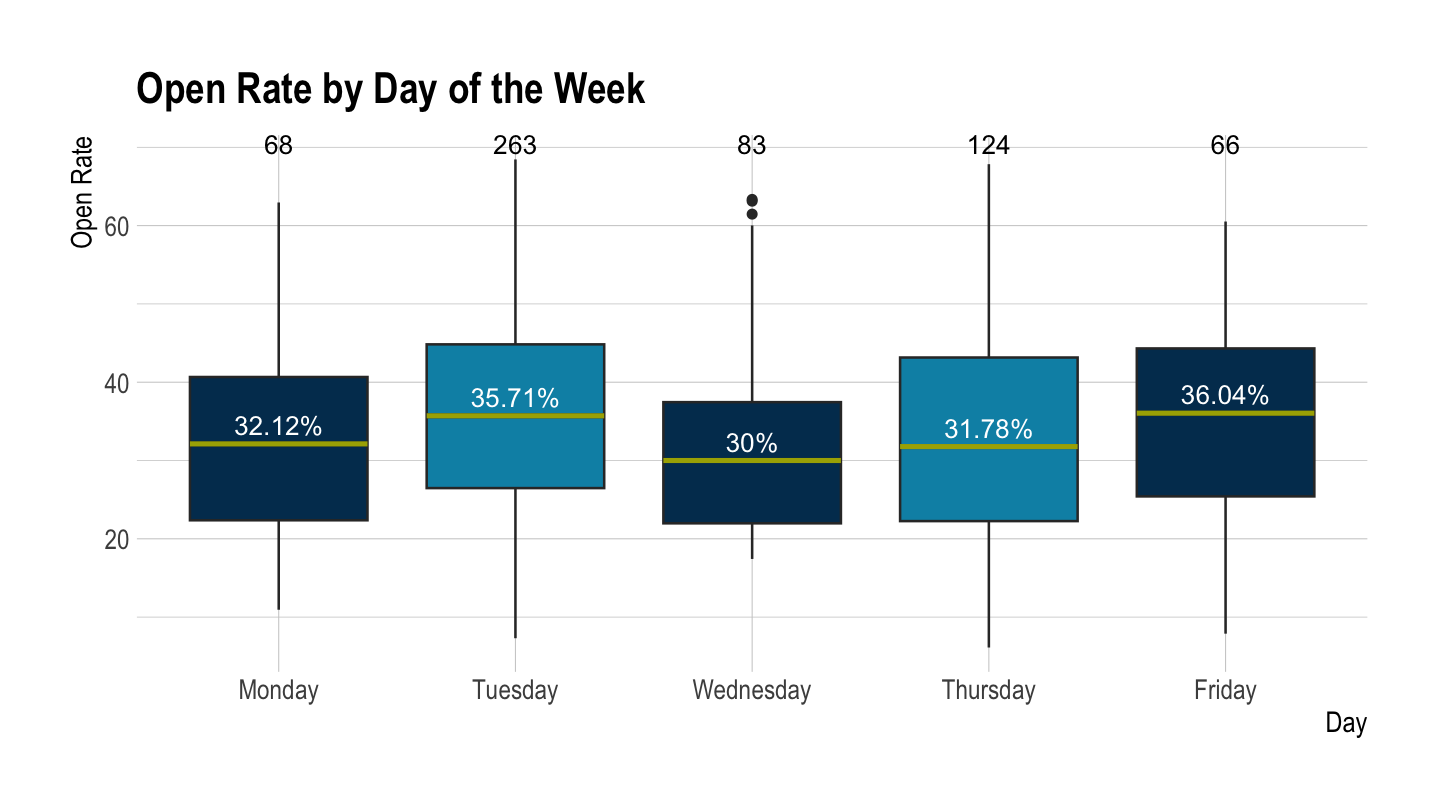 Open Rate by Day of the Week
68 263 83 124 66
Open Rate
60
40
20
32.12% 35.71% 30% 31.78% 36.04%
Monday Tuesday Wednesday Thursday Friday
Day